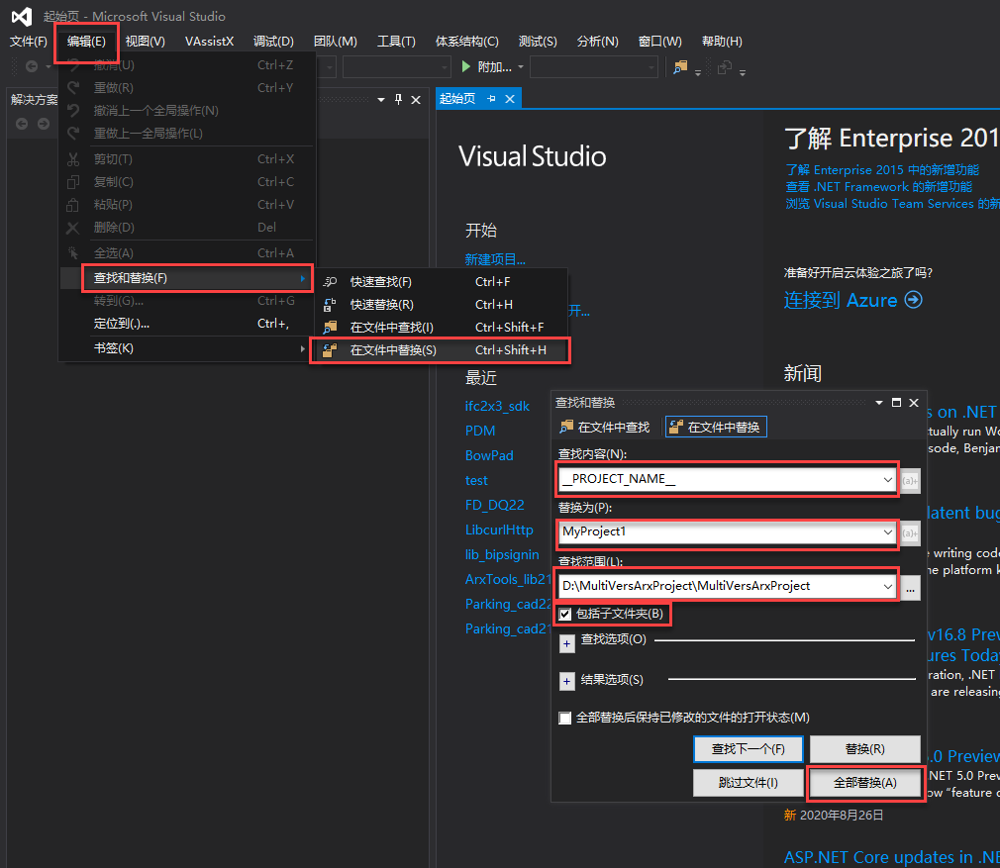 起始页 - Microsoft Visual Studio
文件(F) 编辑(E) 视图(V) VAssistX 调试(D) 团队(M) 工具(T) 体系结构(C) 测试(S) 分析(N) 窗口(W) 帮助(H)
附加...
解决方案
撤消(U) Ctrl+Z
重做(R) Ctrl+Y
撤消上一个全局操作(N)
重做上一全局操作(L)
剪切(T) Ctrl+X
复制(C) Ctrl+C
粘贴(P) Ctrl+V
删除(D) Del
全选(A) Ctrl+A
查找和替换(F)
转到(G)... Ctrl+G
定位到(.)... Ctrl+,
书签(K)
快速查找(F) Ctrl+F
快速替换(R) Ctrl+H
在文件中查找(I) Ctrl+Shift+F
在文件中替换(S) Ctrl+Shift+H
起始页
Visual Studio
开始
新建项目...
开...
最近
ifc2x3_sdk
PDM
BowPad
test
FD_DQ22
LibcurlHttp
lib_bipsignin
ArxTools_lib21
Parking_cad22
Parking_cad21
了解 Enterprise 201
了解 Enterprise 2015 中的新增功能
查看 .NET Framework 的新增功能
浏览 Visual Studio Team Services 的新
准备好开启云体验之旅了吗?
连接到 Azure
新闻
s on .NET
ctually run Wo
sode, Benjan
latent bug
e writing code
he platform k
v16.8 Prev
ures Today
ration, .NET
are releasing
5.0 Preview
.NET 5.0 Prev
ow “feature c
新 2020年8月26日
ASP.NET Core updates in .NE
查找和替换
在文件中查找 在文件中替换
查找内容(N):
__PROJECT_NAME__
(a)+
替换为(P):
MyProject1
(a)+
查找范围(L):
D:\MultiVersArxProject\MultiVersArxProject
...
包括子文件夹(B)
查找选项(O)
结果选项(S)
全部替换后保持已修改的文件的打开状态(M)
查找下一个(F) 替换(R)
跳过文件(I) 全部替换(A)